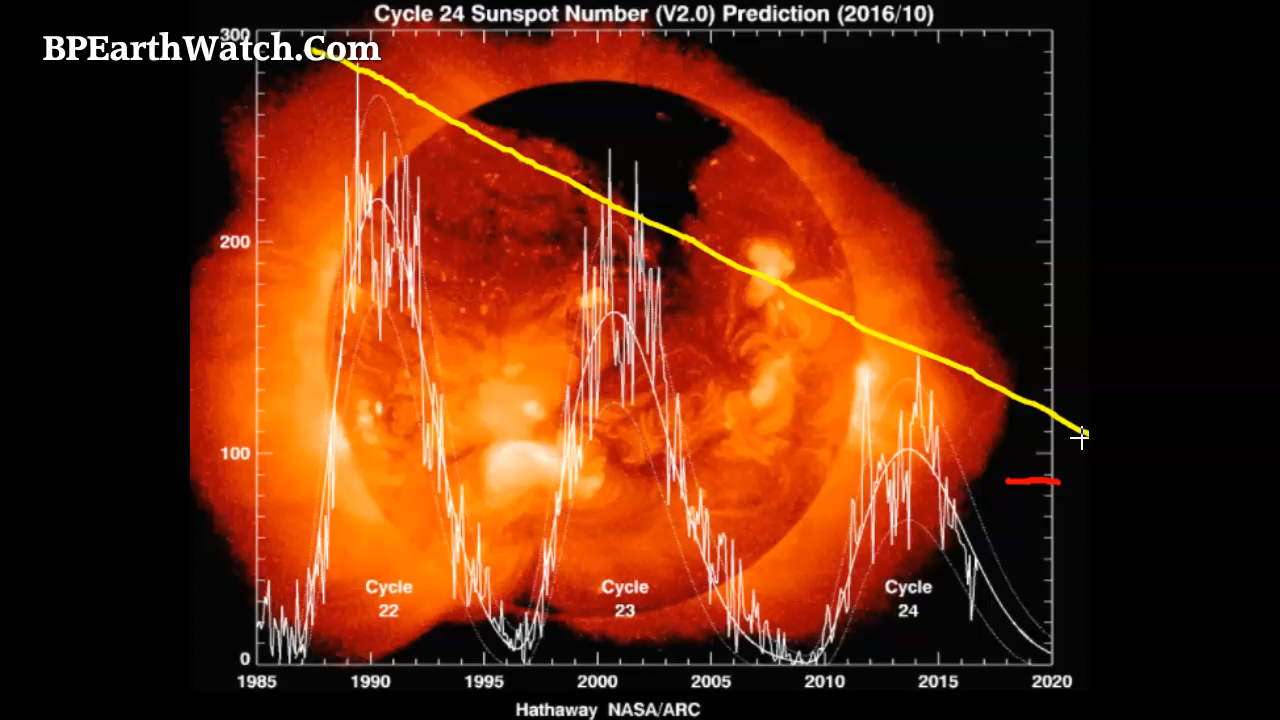 Cycle 24 Sunspot Number (V2.0) Prediction (2016/10)
BPEarthWatch.Com
300
200
100
0
Cycle 22
Cycle 23
Cycle 24
1985 1990 1995 2000 2005 2010 2015 2020
Hathaway NASA/ARC